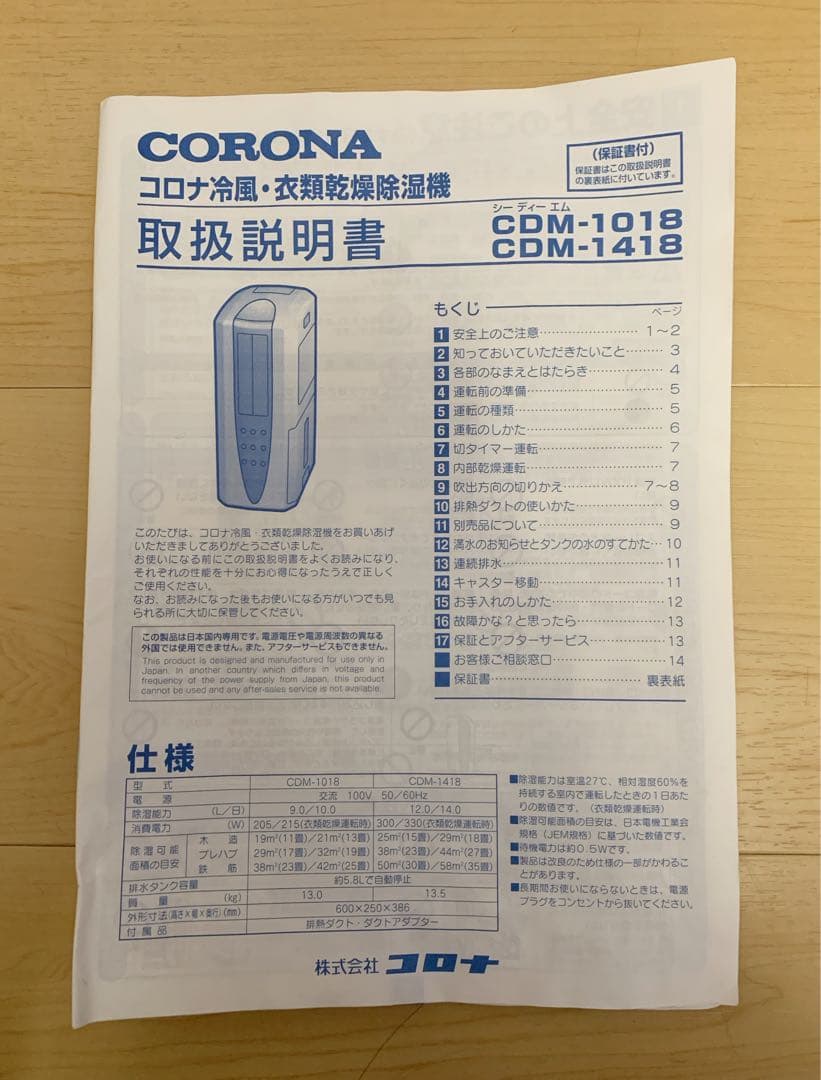 CORONA
コロナ冷風・衣類乾燥除湿機
取扱説明書
(保証書付)
保証書はこの取扱説明書
の裏表紙に付いています。
シー ディー エム
CDM-1018
CDM-1418
もくじ
ページ
1 安全上のご注意……………………… 1～2
2 知っておいていただきたいこと……… 3
3 各部のなまえとはたらき……………… 4
4 運転前の準備…………………………… 5
5 運転の種類……………………………… 5
6 運転のしかた…………………………… 6
7 切タイマー運転………………………… 7
8 内部乾燥運転…………………………… 7
9 吹出方向の切りかえ………………… 7～8
10 排熱ダクトの使いかた………………… 9
11 別売品について………………………… 9
12 満水のお知らせとタンクの水のすてかた… 10
13 連続排水………………………………… 11
14 キャスター移動………………………… 11
15 お手入れのしかた……………………… 12
16 故障かな？と思ったら………………… 13
17 保証とアフターサービス……………… 13
■ お客様ご相談窓口……………………… 14
■ 保証書………………………………… 裏表紙
このたびは、コロナ冷風・衣類乾燥除湿機をお買いあげ
いただきましてありがとうございました。
お使いになる前にこの取扱説明書をよくお読みになり、
それぞれの性能を十分にお心得になったうえで正しく
ご使用ください。
なお、お読みになった後もお使いになる方がいつでも見
られる所に大切に保管してください。
この製品は日本国内専用です。電源電圧や電源周波数の異なる
外国では使用できません。また、アフターサービスもできません。
This product is designed and manufactured for use only in
Japan. In another country which differs in voltage and
frequency of the power supply from Japan, this product
cannot be used and any after-sales service is not available.
仕様
型 式 CDM-1018 CDM-1418
電 源 交流 100V 50／60Hz
除湿能力 (L／日) 9.0／10.0 12.0／14.0
消費電力 (W) 205／215(衣類乾燥運転時) 300／330(衣類乾燥運転時)
除湿可能面積の目安 木 造 19m²(11畳)／21m²(13畳) 25m²(15畳)／29m²(18畳)
プレハブ 29m²(17畳)／32m²(19畳) 38m²(23畳)／44m²(27畳)
鉄 筋 38m²(23畳)／42m²(25畳) 50m²(30畳)／58m²(35畳)
排水タンク容量 約5.8Lで自動停止
質 量 (kg) 13.0 13.5
外形寸法(高さ×幅×奥行)(mm) 600×250×386
付属品 排熱ダクト・ダクトアダプター
■除湿能力は室温27℃、相対湿度60%を
持続する室内で運転したときの1日あた
りの数値です。(衣類乾燥運転時)
■除湿可能面積の目安は、日本電機工業会
規格（JEM規格）に基づいた数値です。
■待機電力は約0.5Wです。
■製品は改良のため仕様の一部がかわるこ
とがあります。
■長期間お使いにならないときは、電源
プラグをコンセントから抜いてください。
株式会社 コロナ